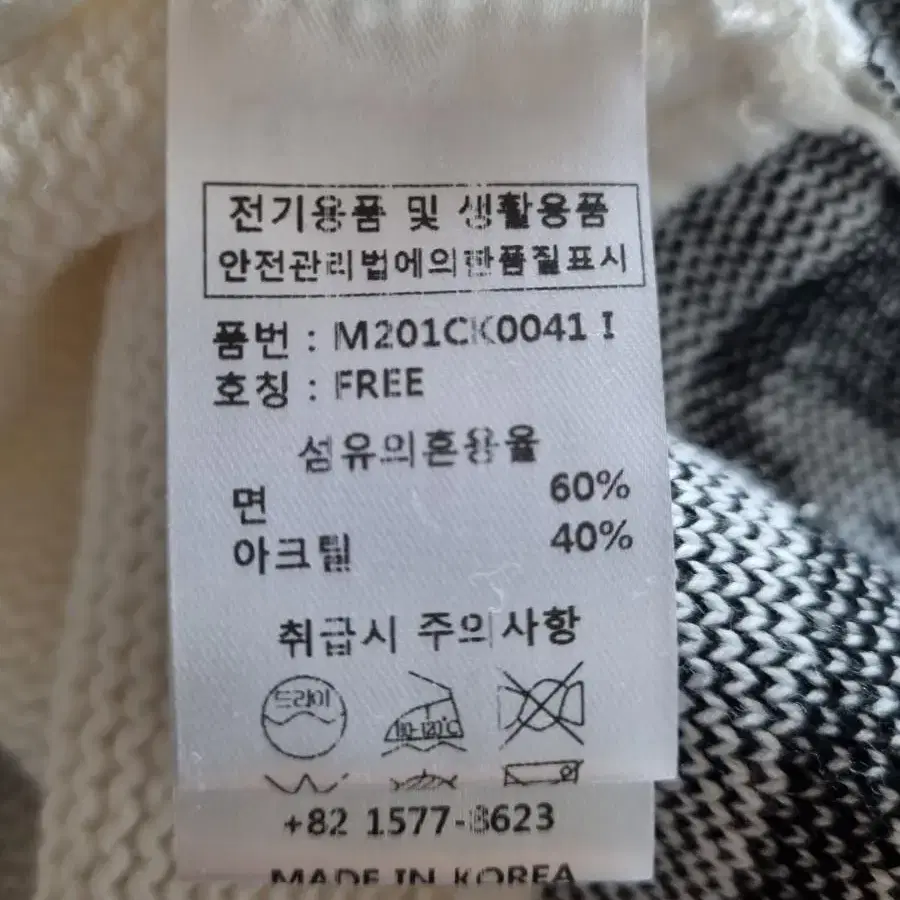 전기용품 및 생활용품
안전관리법에의한품질표시
품번 : M201CK0041 I
호칭 : FREE
섬유의혼용율
면 60%
아크릴 40%
취급시 주의사항
드라이
+82 1577-8623
MADE IN KOREA